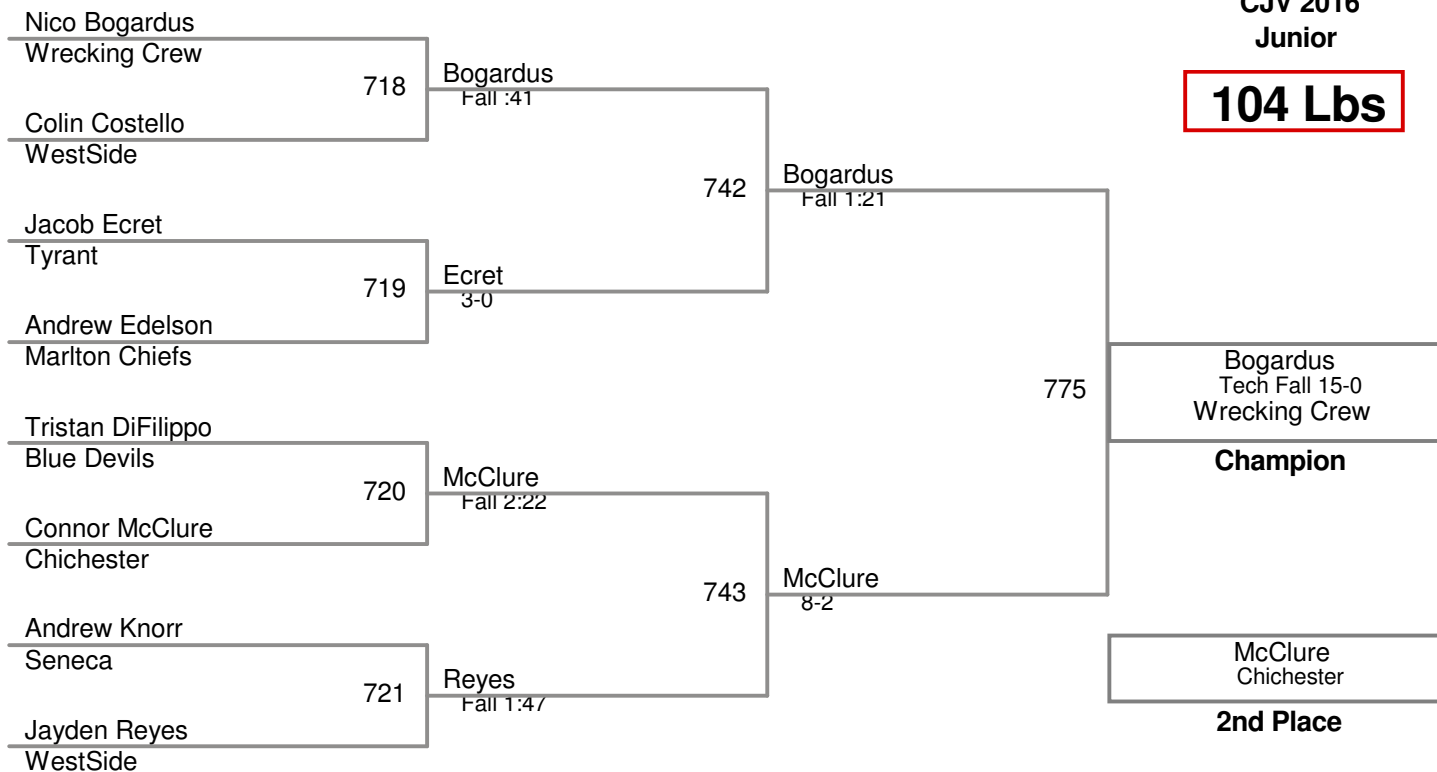 CJV 2016
Junior
104 Lbs
Nico Bogardus
Wrecking Crew
718
Colin Costello
WestSide
Bogardus
Fall :41
Jacob Ecret
Tyrant
719
Andrew Edelson
Marlton Chiefs
Ecret
3-0
742
Bogardus
Fall 1:21
Tristan DiFilippo
Blue Devils
720
Connor McClure
Chichester
McClure
Fall 2:22
Andrew Knorr
Seneca
721
Jayden Reyes
WestSide
Reyes
Fall 1:47
743
McClure
8-2
775
Bogardus
Tech Fall 15-0
Wrecking Crew
Champion
McClure
Chichester
2nd Place